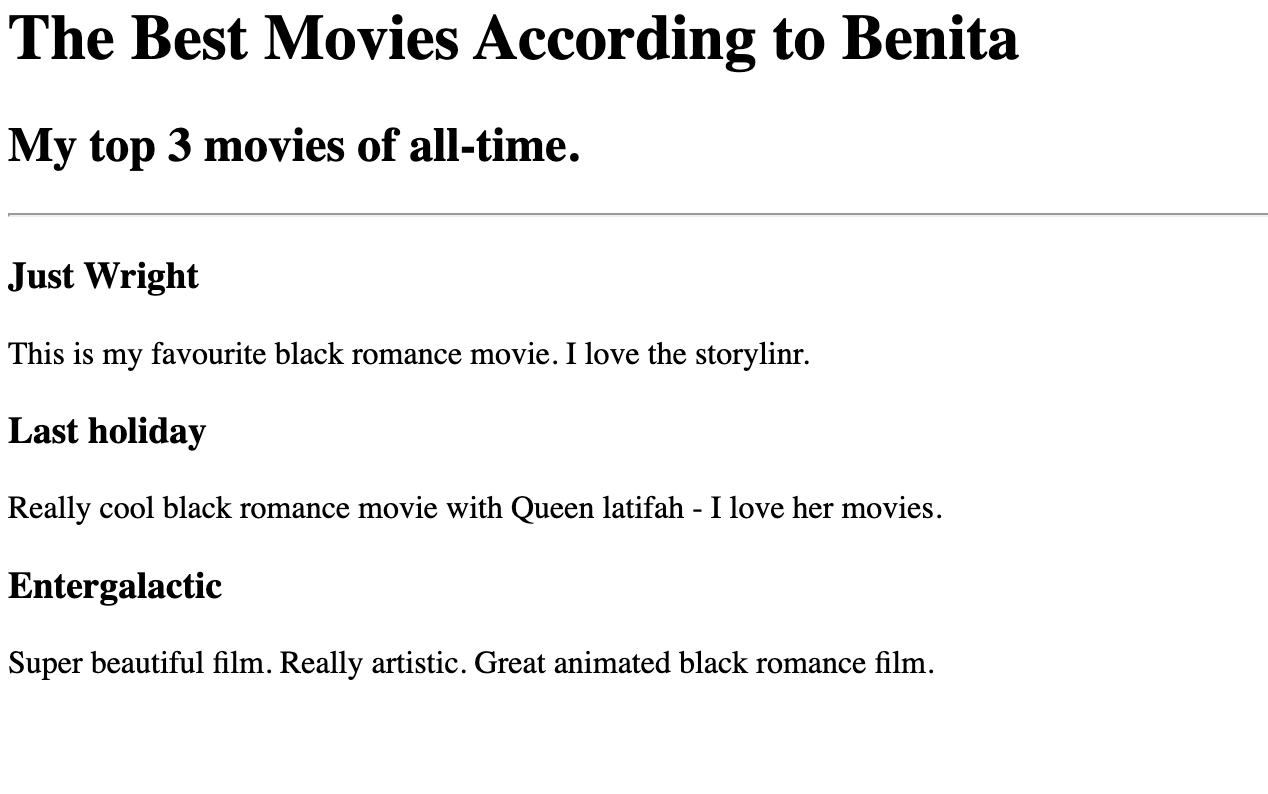 The Best Movies According to Benita
My top 3 movies of all-time.
Just Wright
This is my favourite black romance movie. I love the storylinr.
Last holiday
Really cool black romance movie with Queen latifah - I love her movies.
Entergalactic
Super beautiful film. Really artistic. Great animated black romance film.